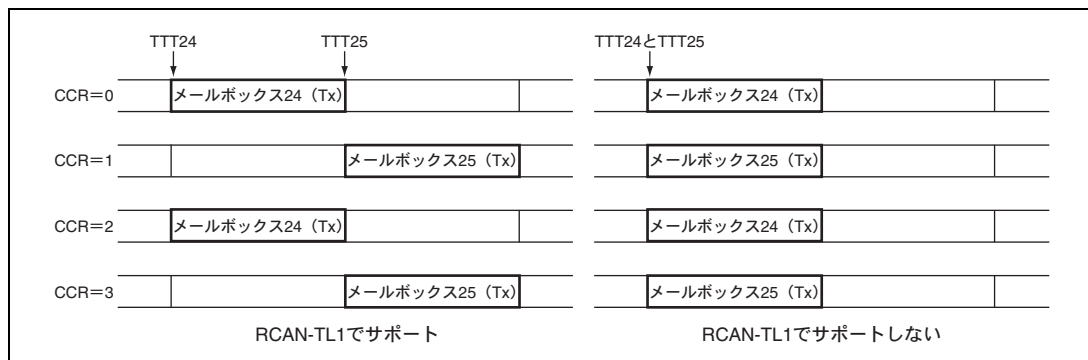 TTT24 TTT25 TTT24とTTT25
CCR=0 メールボックス24（Tx） メールボックス24（Tx）
CCR=1 メールボックス25（Tx） メールボックス25（Tx）
CCR=2 メールボックス24（Tx） メールボックス24（Tx）
CCR=3 メールボックス25（Tx） メールボックス25（Tx）
RCAN-TL1でサポート RCAN-TL1でサポートしない